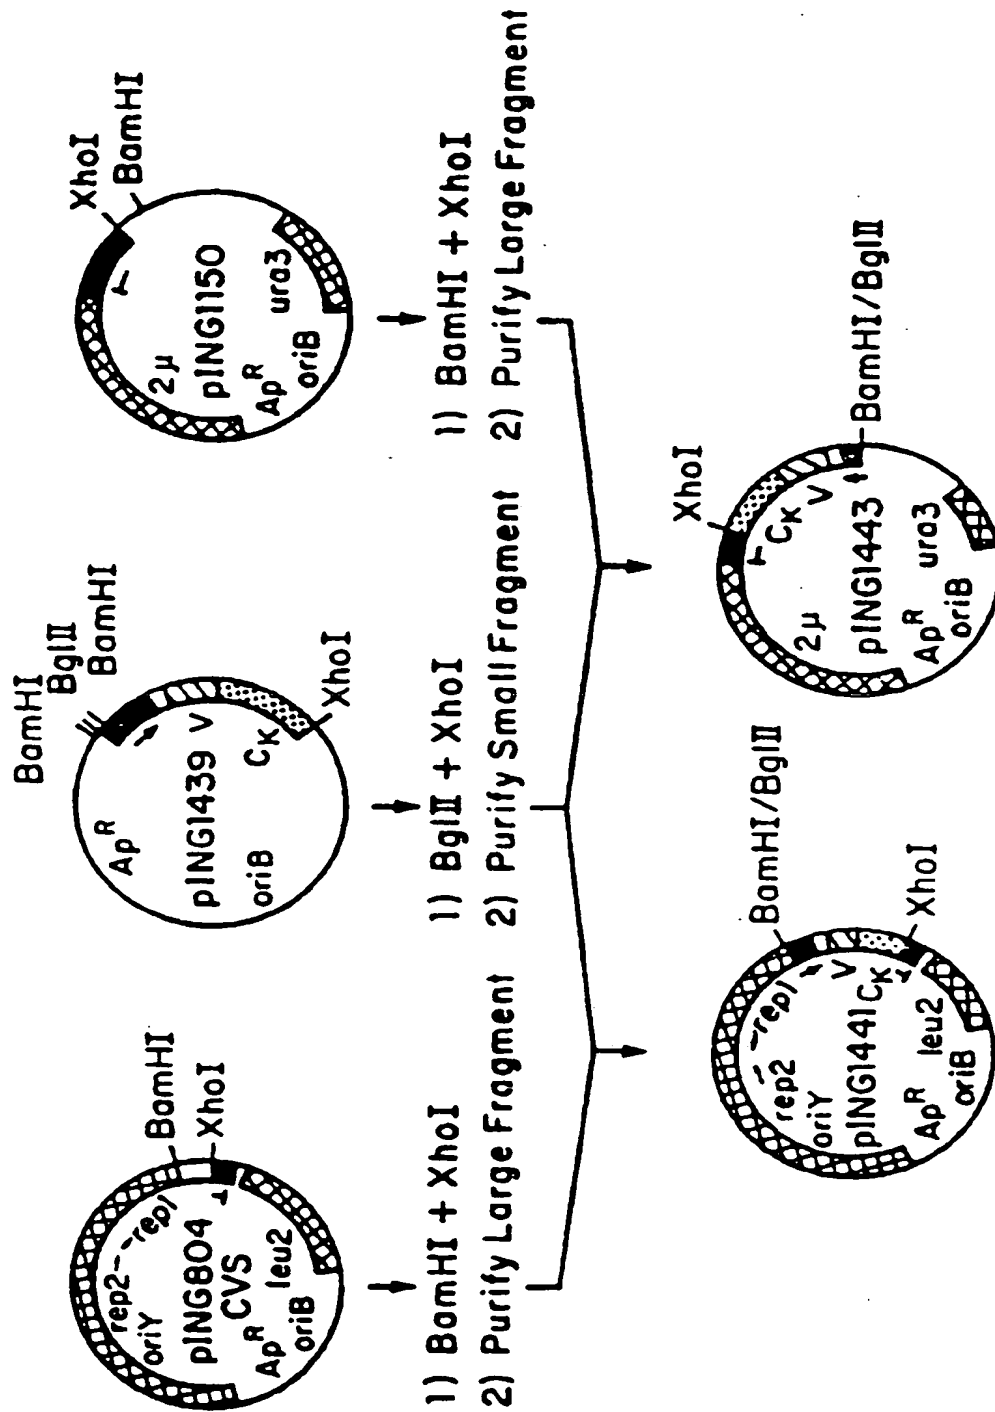 BamHI
XhoI
rep2---rep1
oriY
pING804
CVS
Ap^R
leu2
oriB
1) BamHI + XhoI
2) Purify Large Fragment
BamHI
BglII
BamHI
Ap^R
pING1439
V
Cκ
oriB
XhoI
1) BglII + XhoI
2) Purify Small Fragment
XhoI
BamHI
2μ
pING1150
Ap^R
ura3
oriB
1) BamHI + XhoI
2) Purify Large Fragment
BamHI/BglII
rep2---rep1
oriY
V
pING1441
Cκ
XhoI
Ap^R
leu2
oriB
XhoI
2μ
Cκ
V
BamHI/BglII
pING1443
Ap^R
ura3
oriB